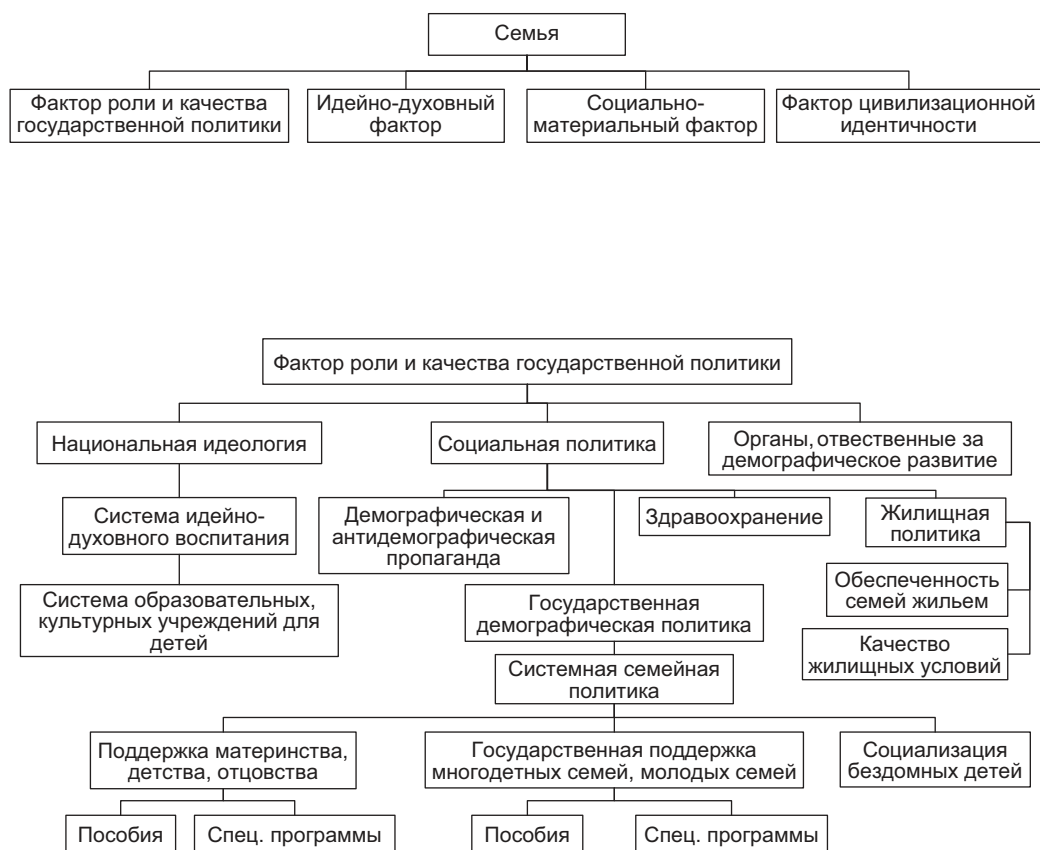 Семья
Фактор роли и качества
государственной политики
Идейно-духовный
фактор
Социально-
материальный фактор
Фактор цивилизационной
идентичности
Фактор роли и качества государственной политики
Национальная идеология
Социальная политика
Органы, отвественные за
демографическое развитие
Система идейно-
духовного воспитания
Демографическая и
антидемографическая
пропаганда
Здравоохранение
Жилищная
политика
Обеспеченность
семей жильем
Система образовательных,
культурных учреждений для
детей
Государственная
демографическая политика
Качество
жилищных условий
Системная семейная
политика
Поддержка материнства,
детства, отцовства
Государственная поддержка
многодетных семей, молодых семей
Социализация
бездомных детей
Пособия
Спец. программы
Пособия
Спец. программы